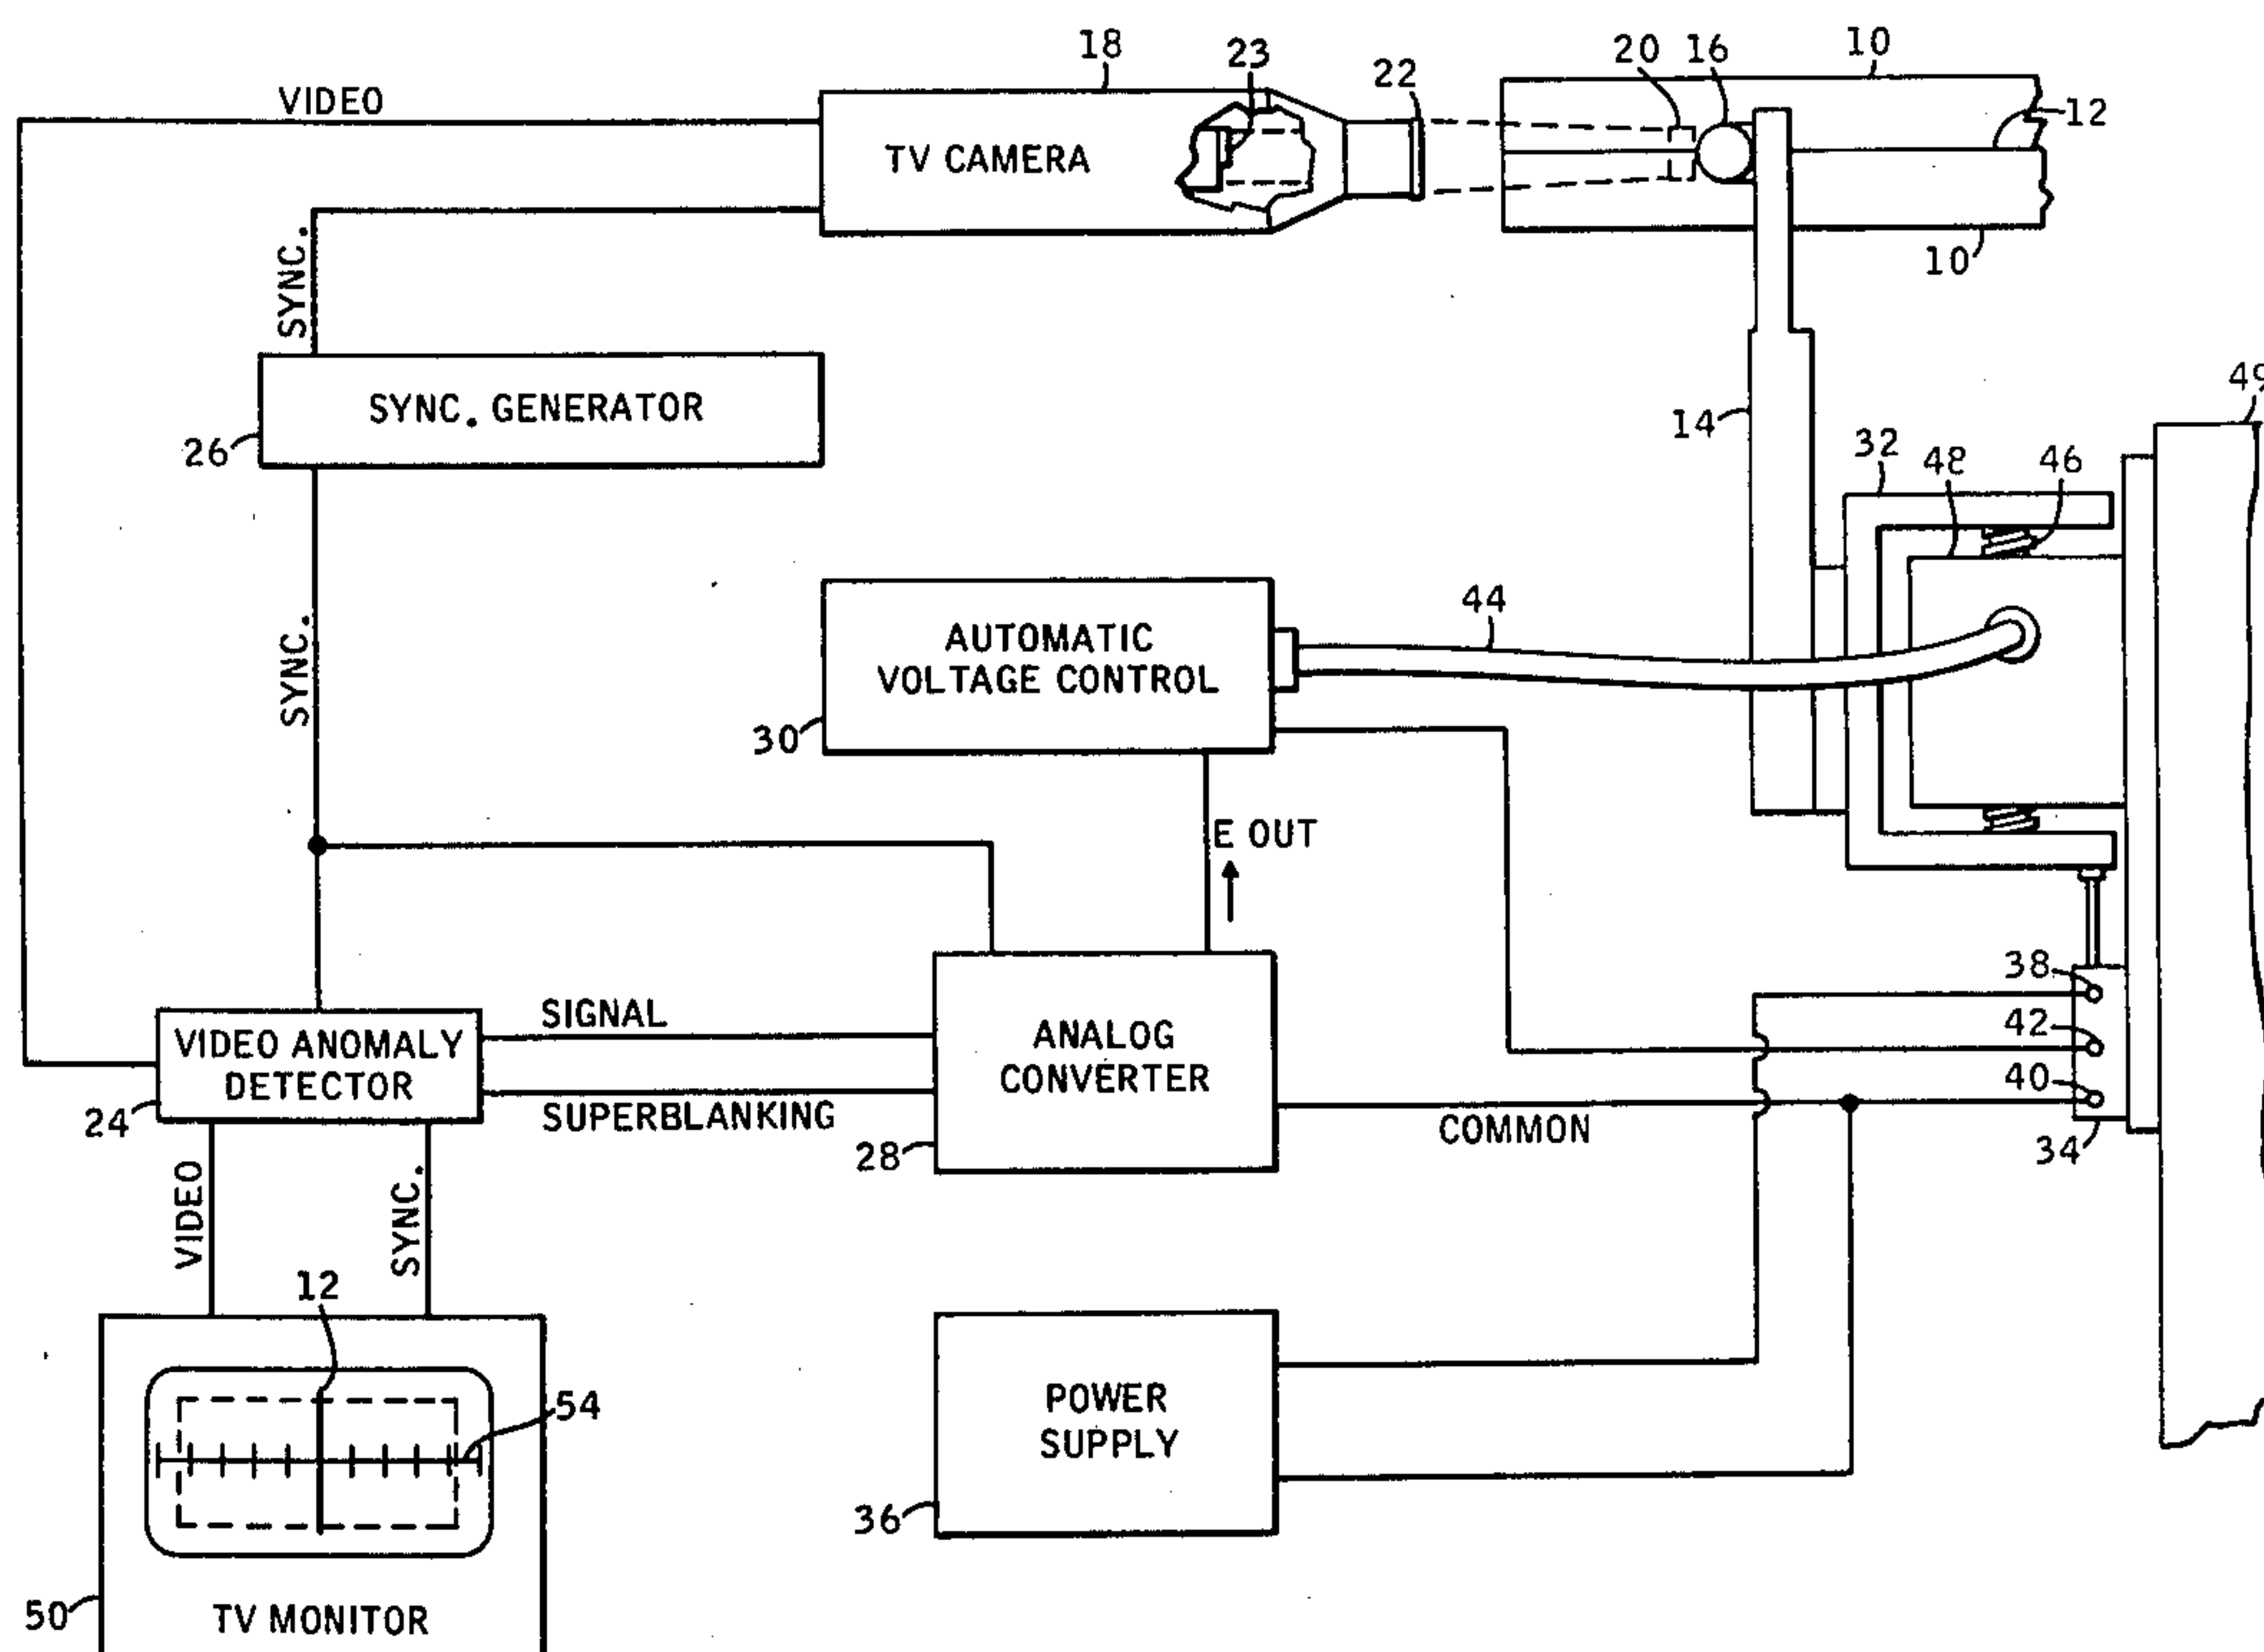 18
23
22
20
16
10
12
VIDEO
TV CAMERA
10
SYNC.
SYNC. GENERATOR
26
14
32
48
46
SYNC.
44
AUTOMATIC
VOLTAGE CONTROL
30
E OUT
38
SIGNAL
42
VIDEO ANOMALY
DETECTOR
ANALOG
CONVERTER
40
24
SUPERBLANKING
COMMON
28
34
VIDEO
SYNC.
12
54
POWER
SUPPLY
36
50
TV MONITOR